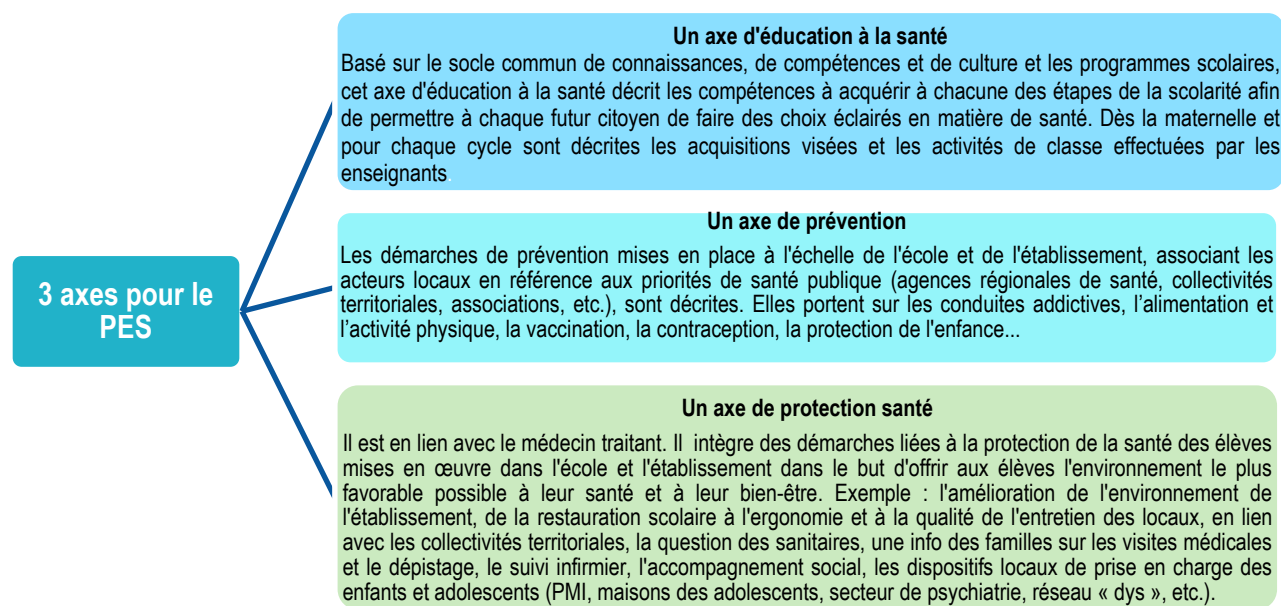 3 axes pour le
PES
Un axe d'éducation à la santé
Basé sur le socle commun de connaissances, de compétences et de culture et les programmes scolaires,
cet axe d'éducation à la santé décrit les compétences à acquérir à chacune des étapes de la scolarité afin
de permettre à chaque futur citoyen de faire des choix éclairés en matière de santé. Dès la maternelle et
pour chaque cycle sont décrites les acquisitions visées et les activités de classe effectuées par les
enseignants.
Un axe de prévention
Les démarches de prévention mises en place à l'échelle de l'école et de l'établissement, associant les
acteurs locaux en référence aux priorités de santé publique (agences régionales de santé, collectivités
territoriales, associations, etc.), sont décrites. Elles portent sur les conduites addictives, l’alimentation et
l’activité physique, la vaccination, la contraception, la protection de l'enfance...
Un axe de protection santé
Il est en lien avec le médecin traitant. Il intègre des démarches liées à la protection de la santé des élèves
mises en œuvre dans l'école et l'établissement dans le but d'offrir aux élèves l'environnement le plus
favorable possible à leur santé et à leur bien-être. Exemple : l'amélioration de l'environnement de
l'établissement, de la restauration scolaire à l'ergonomie et à la qualité de l'entretien des locaux, en lien
avec les collectivités territoriales, la question des sanitaires, une info des familles sur les visites médicales
et le dépistage, le suivi infirmier, l'accompagnement social, les dispositifs locaux de prise en charge des
enfants et adolescents (PMI, maisons des adolescents, secteur de psychiatrie, réseau « dys », etc.).